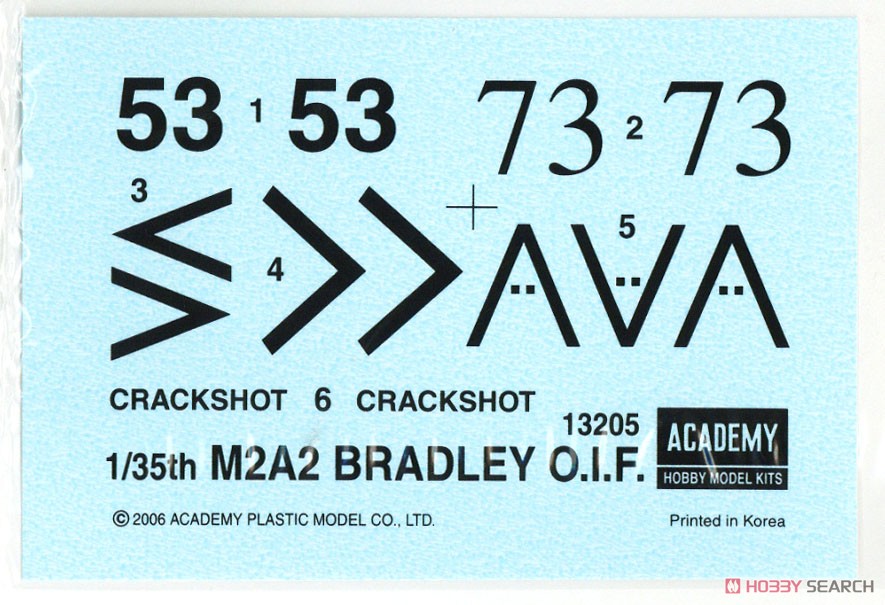 53 1 53 73 2 73
3
4
5
CRACKSHOT 6 CRACKSHOT
13205
1/35th M2A2 BRADLEY O.I.F.
ACADEMY
HOBBY MODEL KITS
©2006 ACADEMY PLASTIC MODEL CO., LTD.
Printed in Korea
HOBBY SEARCH